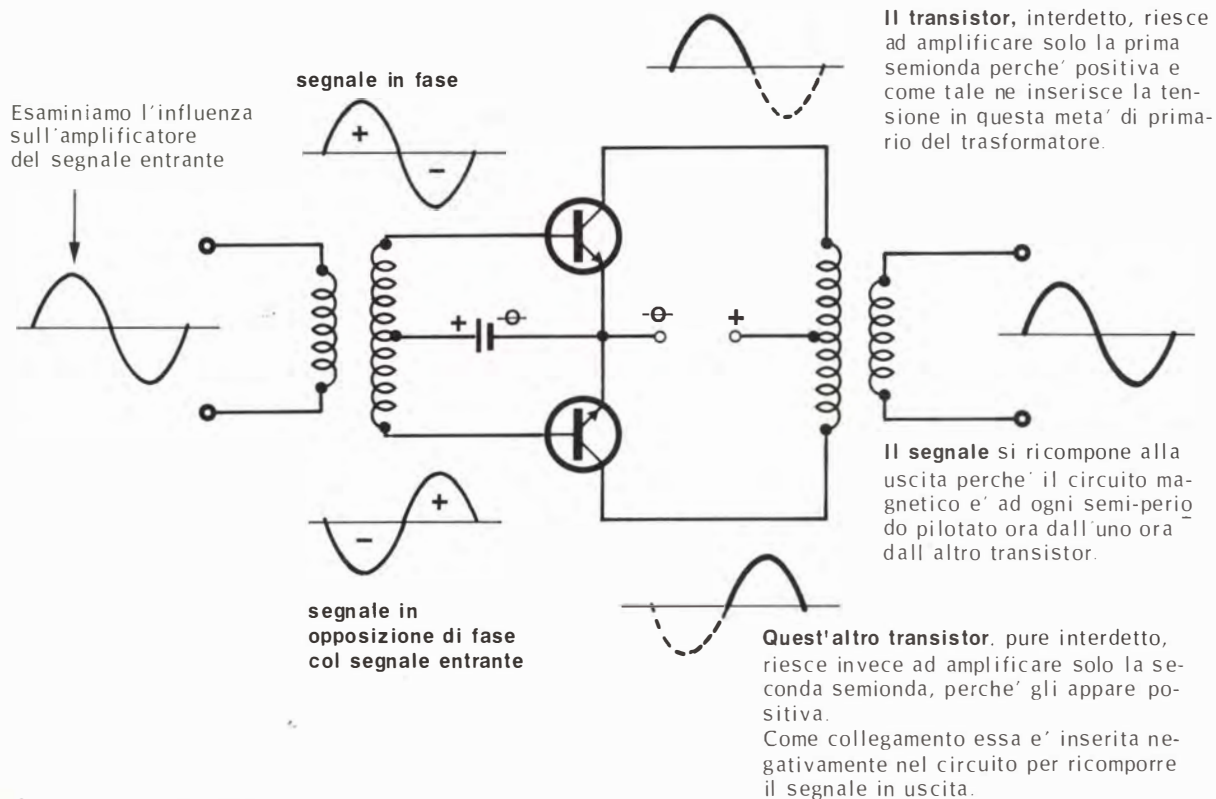 Esaminiamo l'influenza
sull'amplificatore
del segnale entrante
segnale in fase
+
-
Il transistor, interdetto, riesce
ad amplificare solo la prima
semionda perche' positiva e
come tale ne inserisce la ten-
sione in questa meta' di prima-
rio del trasformatore.
+
-
-
+
-
+
segnale in
opposizione di fase
col segnale entrante
Il segnale si ricompone alla
uscita perche' il circuito ma-
gnetico e' ad ogni semi-perio
do pilotato ora dall'uno ora
dall altro transistor.
Quest'altro transistor. pure interdetto,
riesce invece ad amplificare solo la se-
conda semionda, perche' gli appare po-
sitiva.
Come collegamento essa e' inserita ne-
gativamente nel circuito per ricomporre
il segnale in uscita.